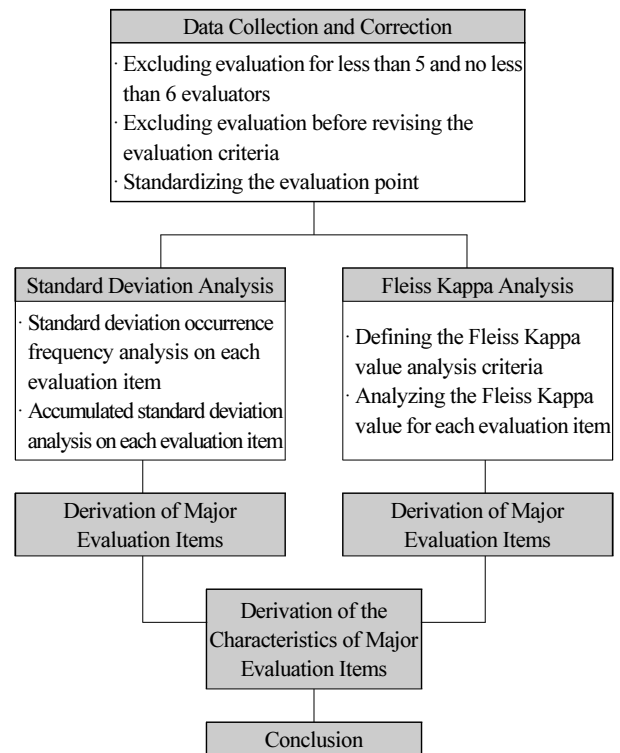 Data Collection and Correction
· Excluding evaluation for less than 5 and no less
than 6 evaluators
· Excluding evaluation before revising the
evaluation criteria
· Standardizing the evaluation point
Standard Deviation Analysis
· Standard deviation occurrence
frequency analysis on each
evaluation item
· Accumulated standard deviation
analysis on each evaluation item
Fleiss Kappa Analysis
· Defining the Fleiss Kappa
value analysis criteria
· Analyzing the Fleiss Kappa
value for each evaluation item
Derivation of Major
Evaluation Items
Derivation of Major
Evaluation Items
Derivation of the
Characteristics of Major
Evaluation Items
Conclusion